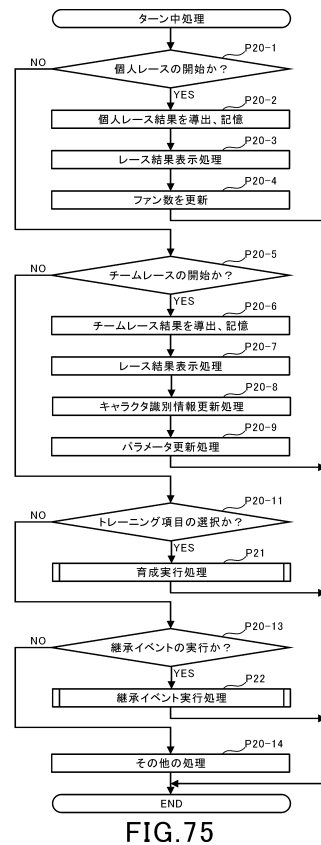 ターン中処理
P20-1
個人レースの開始か?
NO
YES
P20-2
個人レース結果を導出、記憶
P20-3
レース結果表示処理
P20-4
ファン数を更新
P20-5
NO
チームレースの開始か?
YES
P20-6
チームレース結果を導出、記憶
P20-7
レース結果表示処理
P20-8
キャラクタ識別情報更新処理
P20-9
パラメータ更新処理
P20-11
NO
トレーニング項目の選択か?
YES
P21
育成実行処理
P20-13
NO
継承イベントの実行か?
YES
P22
継承イベント実行処理
P20-14
その他の処理
END
FIG.75